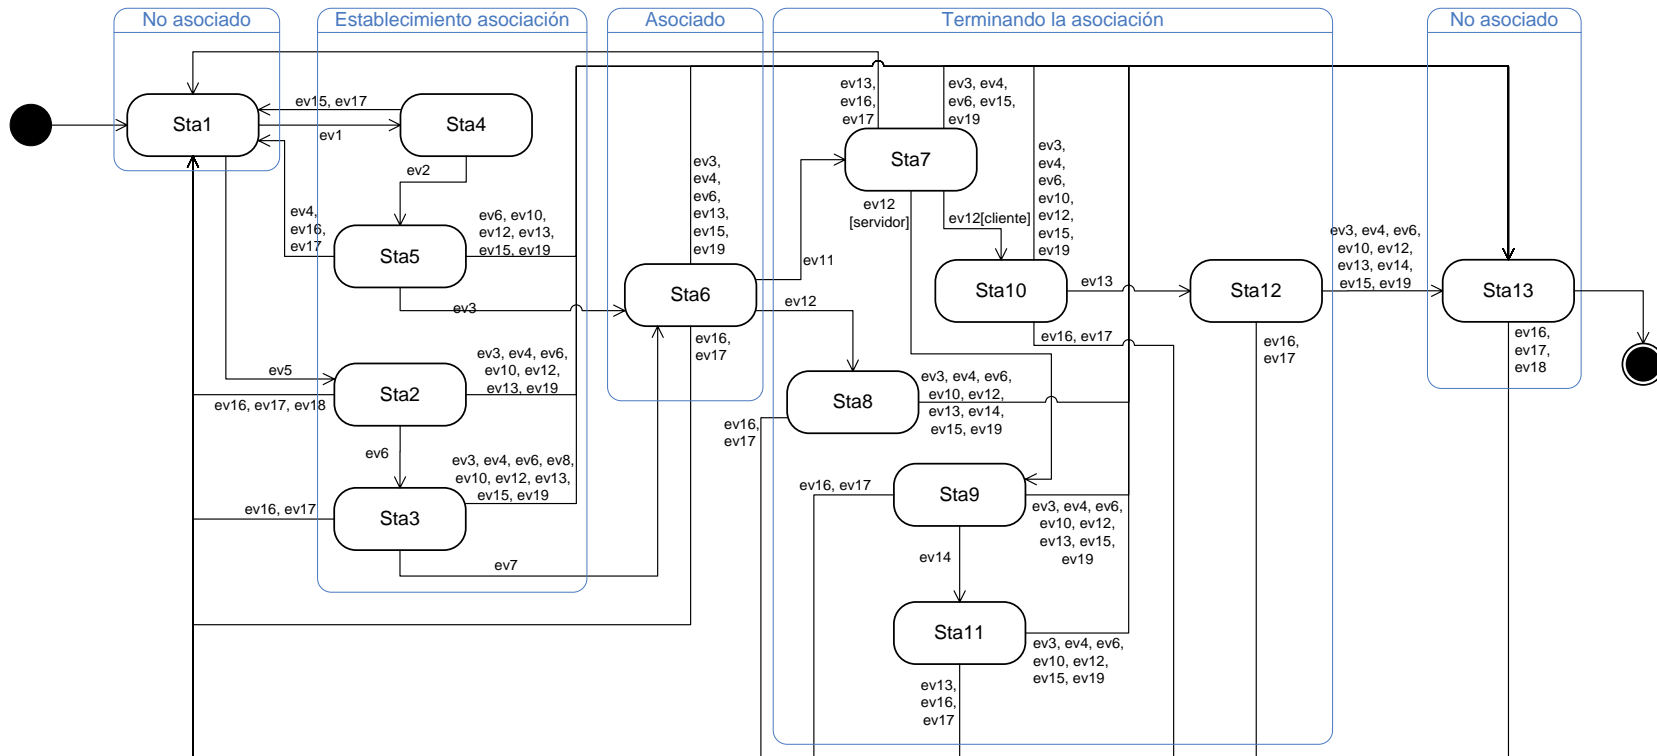 No asociado
Establecimiento asociación
Asociado
Terminando la asociación
No asociado
Sta1
ev15, ev17
ev1
Sta4
ev2
ev4,
ev16,
ev17
Sta5
ev6, ev10,
ev12, ev13,
ev15, ev19
ev3
ev5
ev16, ev17, ev18
Sta2
ev3, ev4, ev6,
ev10, ev12,
ev13, ev19
ev6
ev3, ev4, ev6, ev8,
ev10, ev12, ev13,
ev15, ev19
ev16, ev17
Sta3
ev7
ev3,
ev4,
ev6,
ev13,
ev15,
ev19
Sta6
ev11
ev12
ev16,
ev17
ev13,
ev16,
ev17
ev3, ev4,
ev6, ev15,
ev19
Sta7
ev12
[servidor]
ev12[cliente]
ev3,
ev4,
ev6,
ev10,
ev12,
ev15,
ev19
Sta10
ev13
ev16, ev17
Sta12
ev16,
ev17
ev3, ev4, ev6,
ev10, ev12,
ev13, ev14,
ev15, ev19
Sta13
ev16,
ev17,
ev18
Sta8
ev3, ev4, ev6,
ev10, ev12,
ev13, ev14,
ev15, ev19
ev16,
ev17
ev16, ev17
Sta9
ev3, ev4, ev6,
ev10, ev12,
ev13, ev15,
ev19
ev14
Sta11
ev3, ev4, ev6,
ev10, ev12,
ev15, ev19
ev13,
ev16,
ev17